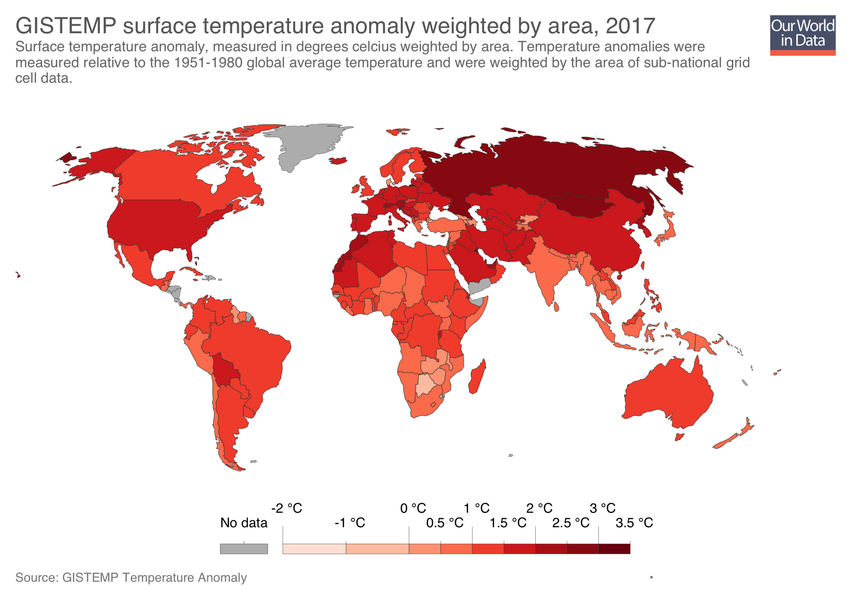 GISTEMP surface temperature anomaly weighted by area, 2017
Surface temperature anomaly, measured in degrees celcius weighted by area. Temperature anomalies were
measured relative to the 1951-1980 global average temperature and were weighted by the area of sub-national grid
cell data.
Our World
in Data
-2 °C 0 °C 1 °C 2 °C 3 °C
No data -1 °C 0.5 °C 1.5 °C 2.5 °C 3.5 °C
Source: GISTEMP Temperature Anomaly